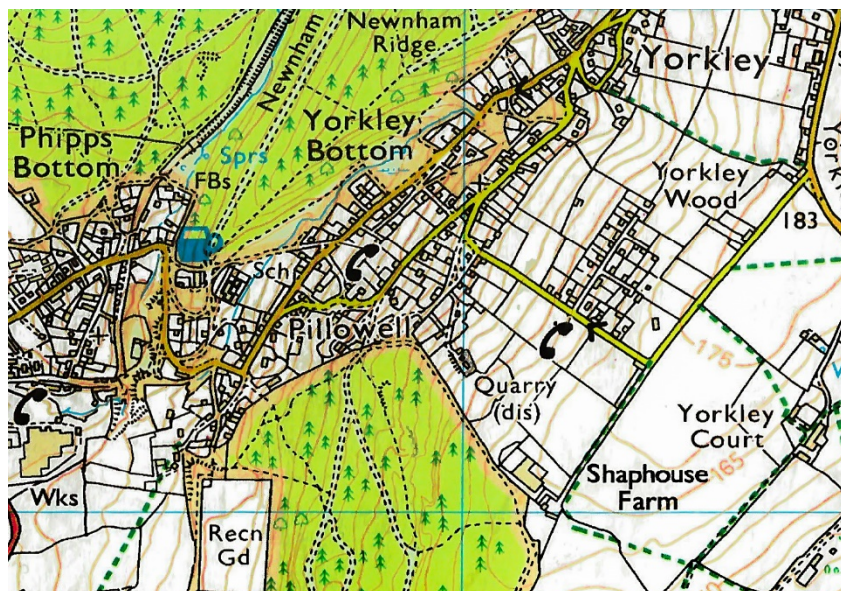 Newnham
Ridge
Newnham
Yorkley
Phipps
Bottom
Sprs
FBs
Yorkley
Bottom
Yorkley
Wood
183
Sch
Pillowell
Quarry
(dis)
175
Yorkley
Court
165
Shaphouse
Farm
Wks
Recn
Gd